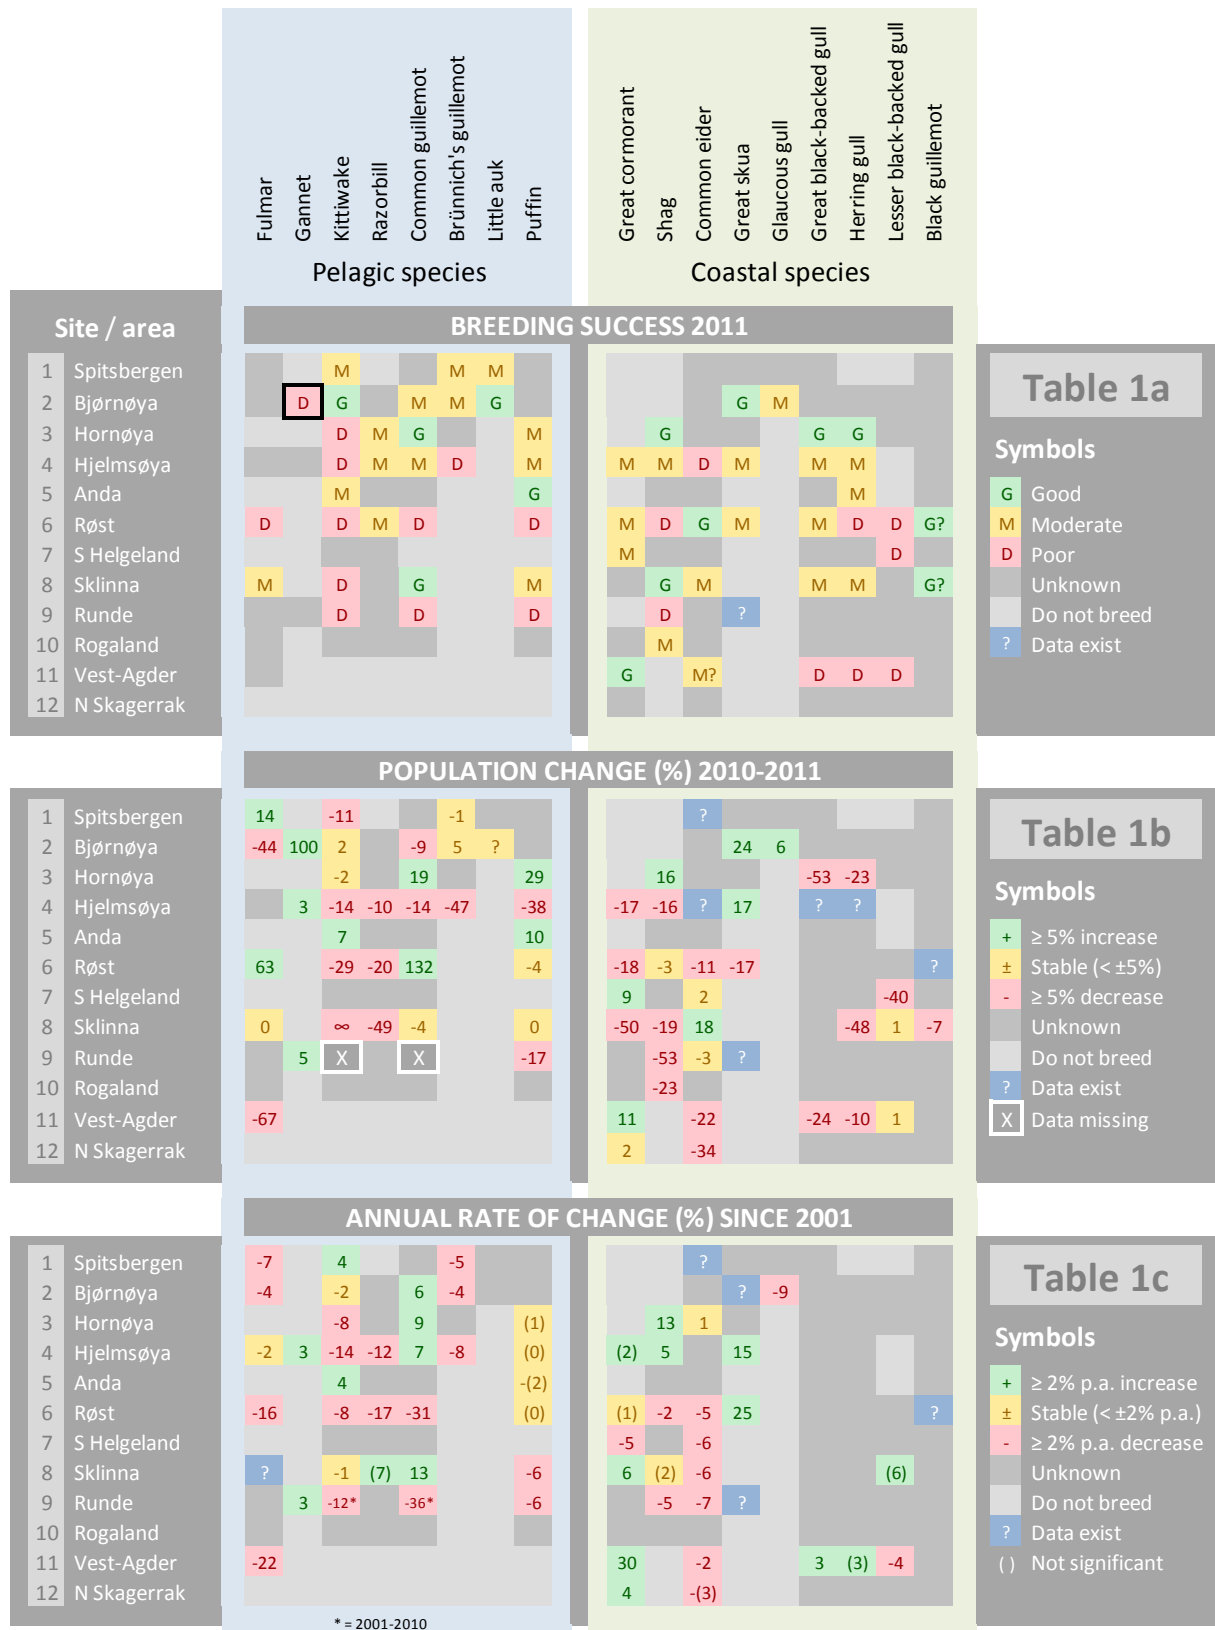 Fulmar
Gannet
Kittiwake
Razorbill
Common guillemot
Brünnich's guillemot
Little auk
Puffin
Great cormorant
Shag
Common eider
Great skua
Glaucous gull
Great black-backed gull
Herring gull
Lesser black-backed gull
Black guillemot
Pelagic species
Coastal species
Site / area
BREEDING SUCCESS 2011
1 Spitsbergen M M M
2 Bjørnøya D G M M G G M
3 Hornøya D M G M G G G
4 Hjelmsøya D M M D M M M D M M M
5 Anda M G M
6 Røst D D M D D M D G M M D D G?
7 S Helgeland M D
8 Sklinna M D G M G M M M G?
9 Runde D D D D ?
10 Rogaland M
11 Vest-Agder G M? D D D
12 N Skagerrak
Table 1a
Symbols
G Good
M Moderate
D Poor
Unknown
Do not breed
? Data exist
POPULATION CHANGE (%) 2010-2011
1 Spitsbergen 14 -11 -1 ?
2 Bjørnøya -44 100 2 -9 5 ? 24 6
3 Hornøya -2 19 29 16 -53 -23
4 Hjelmsøya 3 -14 -10 -14 -47 -38 -17 -16 ? 17 ? ?
5 Anda 7 10
6 Røst 63 -29 -20 132 -4 -18 -3 -11 -17 ?
7 S Helgeland 9 2 -40
8 Sklinna 0 ∞ -49 -4 0 -50 -19 18 -48 1 -7
9 Runde 5 X X -17 -53 -3 ?
10 Rogaland -23
11 Vest-Agder -67 11 -22 -24 -10 1
12 N Skagerrak 2 -34
Table 1b
Symbols
+ ≥ 5% increase
± Stable (< ±5%)
- ≥ 5% decrease
Unknown
Do not breed
? Data exist
X Data missing
ANNUAL RATE OF CHANGE (%) SINCE 2001
1 Spitsbergen -7 4 -5 ?
2 Bjørnøya -4 -2 6 -4 ? -9
3 Hornøya -8 9 (1) 13 1
4 Hjelmsøya -2 3 -14 -12 7 -8 (0) (2) 5 15
5 Anda 4 -(2)
6 Røst -16 -8 -17 -31 (0) (1) -2 -5 25 ?
7 S Helgeland -5 -6
8 Sklinna ? -1 (7) 13 -6 6 (2) -6 (6)
9 Runde 3 -12* -36* -6 -5 -7 ?
10 Rogaland
11 Vest-Agder -22 30 -2 3 (3) -4
12 N Skagerrak 4 -(3)
* = 2001-2010
Table 1c
Symbols
+ ≥ 2% p.a. increase
± Stable (< ±2% p.a.)
- ≥ 2% p.a. decrease
Unknown
Do not breed
? Data exist
( ) Not significant